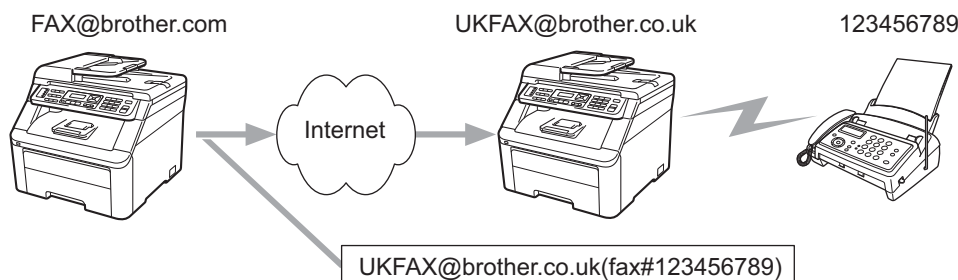 FAX@brother.com
UKFAX@brother.co.uk
123456789
Internet
UKFAX@brother.co.uk(fax#123456789)